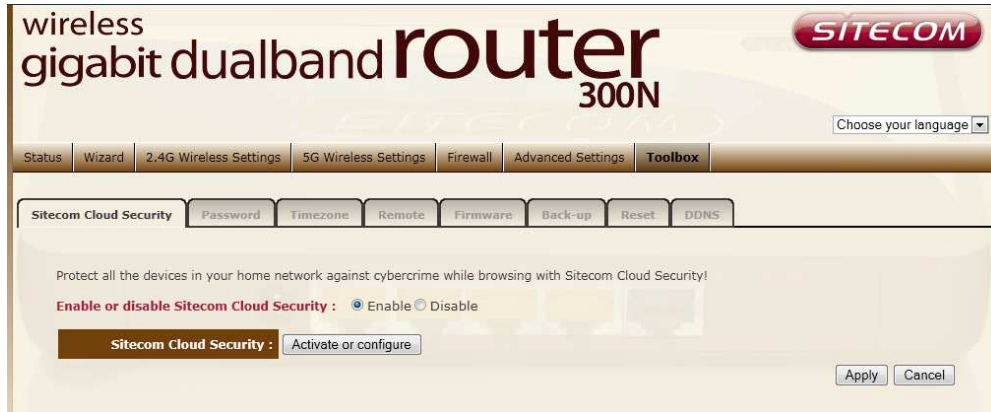 wireless
gigabit dualband router
300N
SITECOM
SITECOM
Choose your language
Status Wizard 2.4G Wireless Settings 5G Wireless Settings Firewall Advanced Settings Toolbox
Sitecom Cloud Security Password Timezone Remote Firmware Back-up Reset DDNS
Protect all the devices in your home network against cybercrime while browsing with Sitecom Cloud Security!
Enable or disable Sitecom Cloud Security : Enable Disable
Sitecom Cloud Security : Activate or configure
Apply Cancel